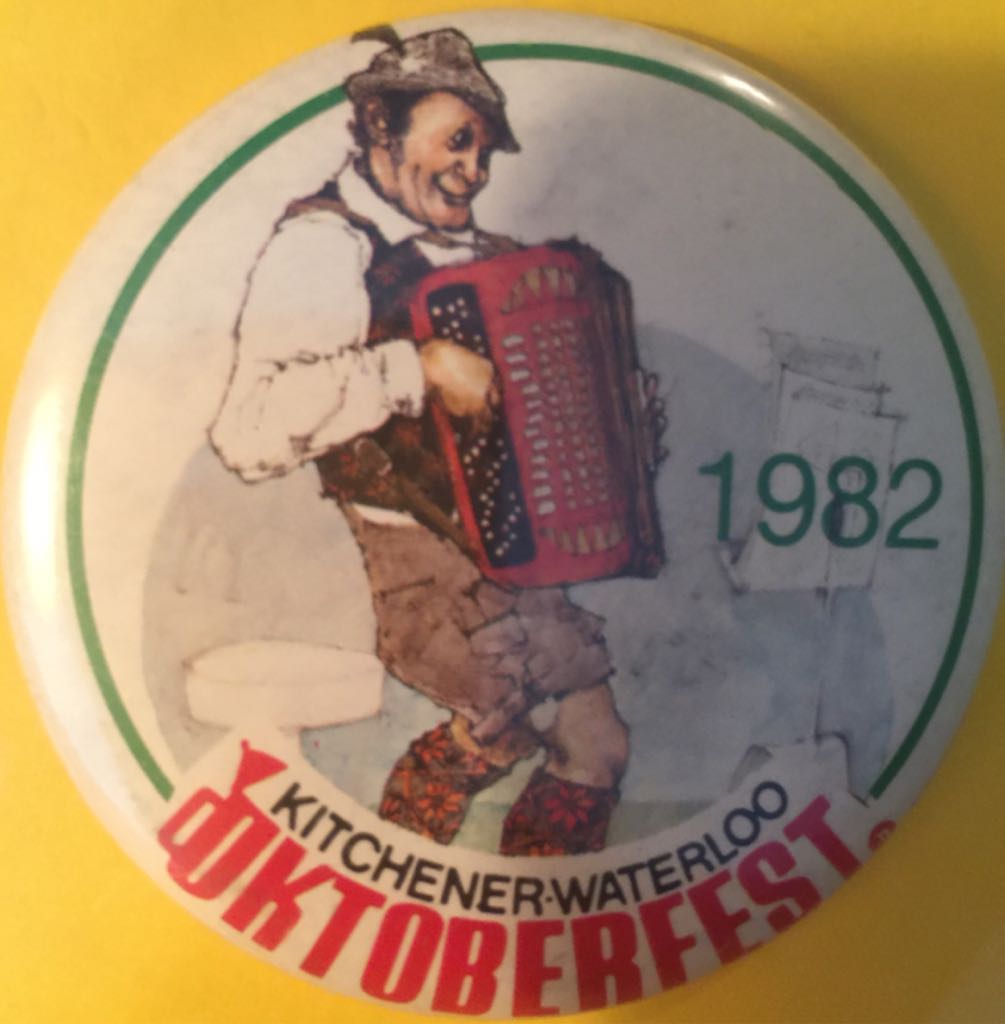 1982
KITCHENER-WATERLOO
OKTOBERFEST ®